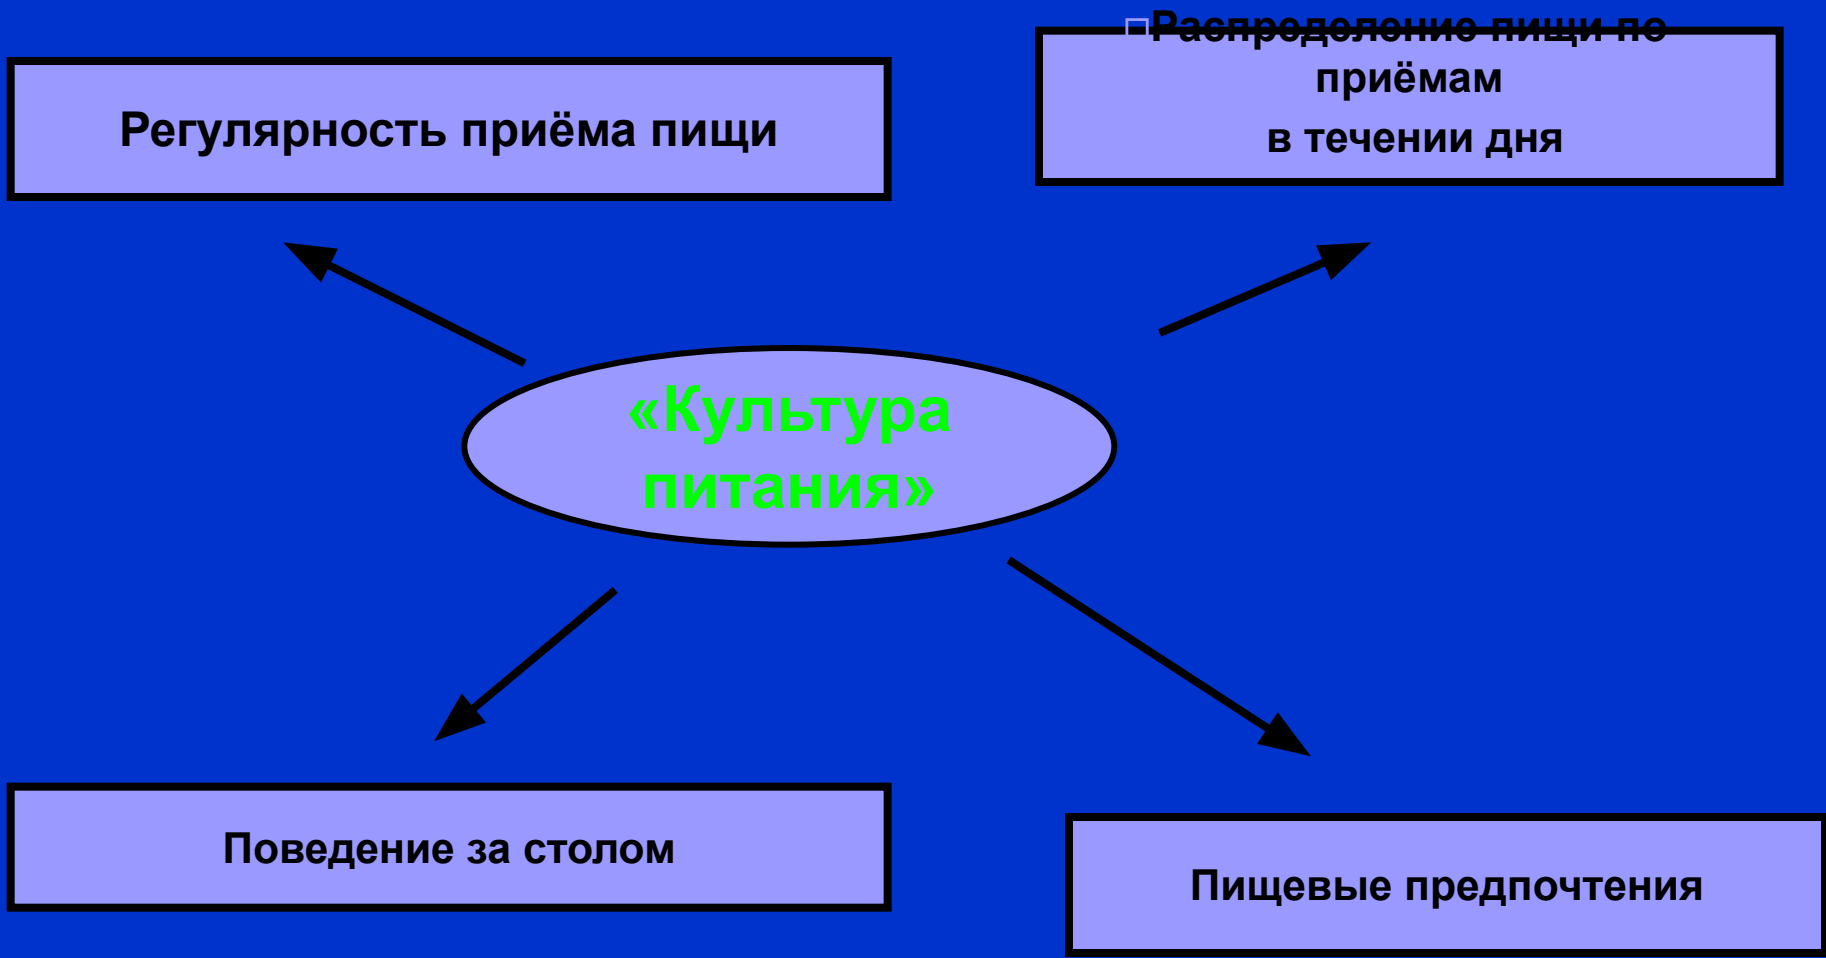 Распределение пищи по
приёмам
в течении дня
Регулярность приёма пищи
«Культура
питания»
Поведение за столом
Пищевые предпочтения